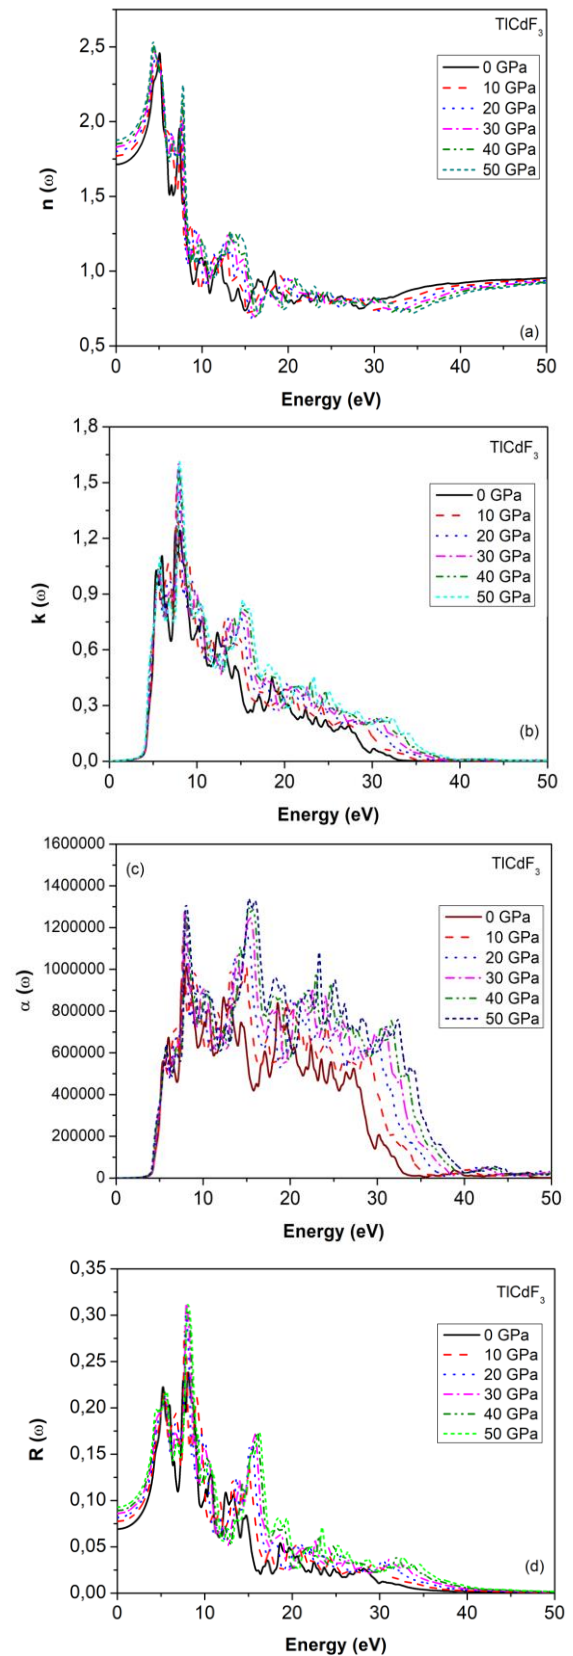 TlCdF3
0 GPa
10 GPa
20 GPa
30 GPa
40 GPa
50 GPa
2,5
2,0
1,5
1,0
0,5
n (ω)
(a)
0 10 20 30 40 50
Energy (eV)
TlCdF3
0 GPa
10 GPa
20 GPa
30 GPa
40 GPa
50 GPa
1,8
1,5
1,2
0,9
0,6
0,3
0,0
k (ω)
(b)
0 10 20 30 40 50
Energy (eV)
(c)
TlCdF3
0 GPa
10 GPa
20 GPa
30 GPa
40 GPa
50 GPa
1600000
1400000
1200000
1000000
800000
600000
400000
200000
0
α (ω)
0 10 20 30 40 50
Energy (eV)
TlCdF3
0 GPa
10 GPa
20 GPa
30 GPa
40 GPa
50 GPa
0,35
0,30
0,25
0,20
0,15
0,10
0,05
0,00
R (ω)
(d)
0 10 20 30 40 50
Energy (eV)